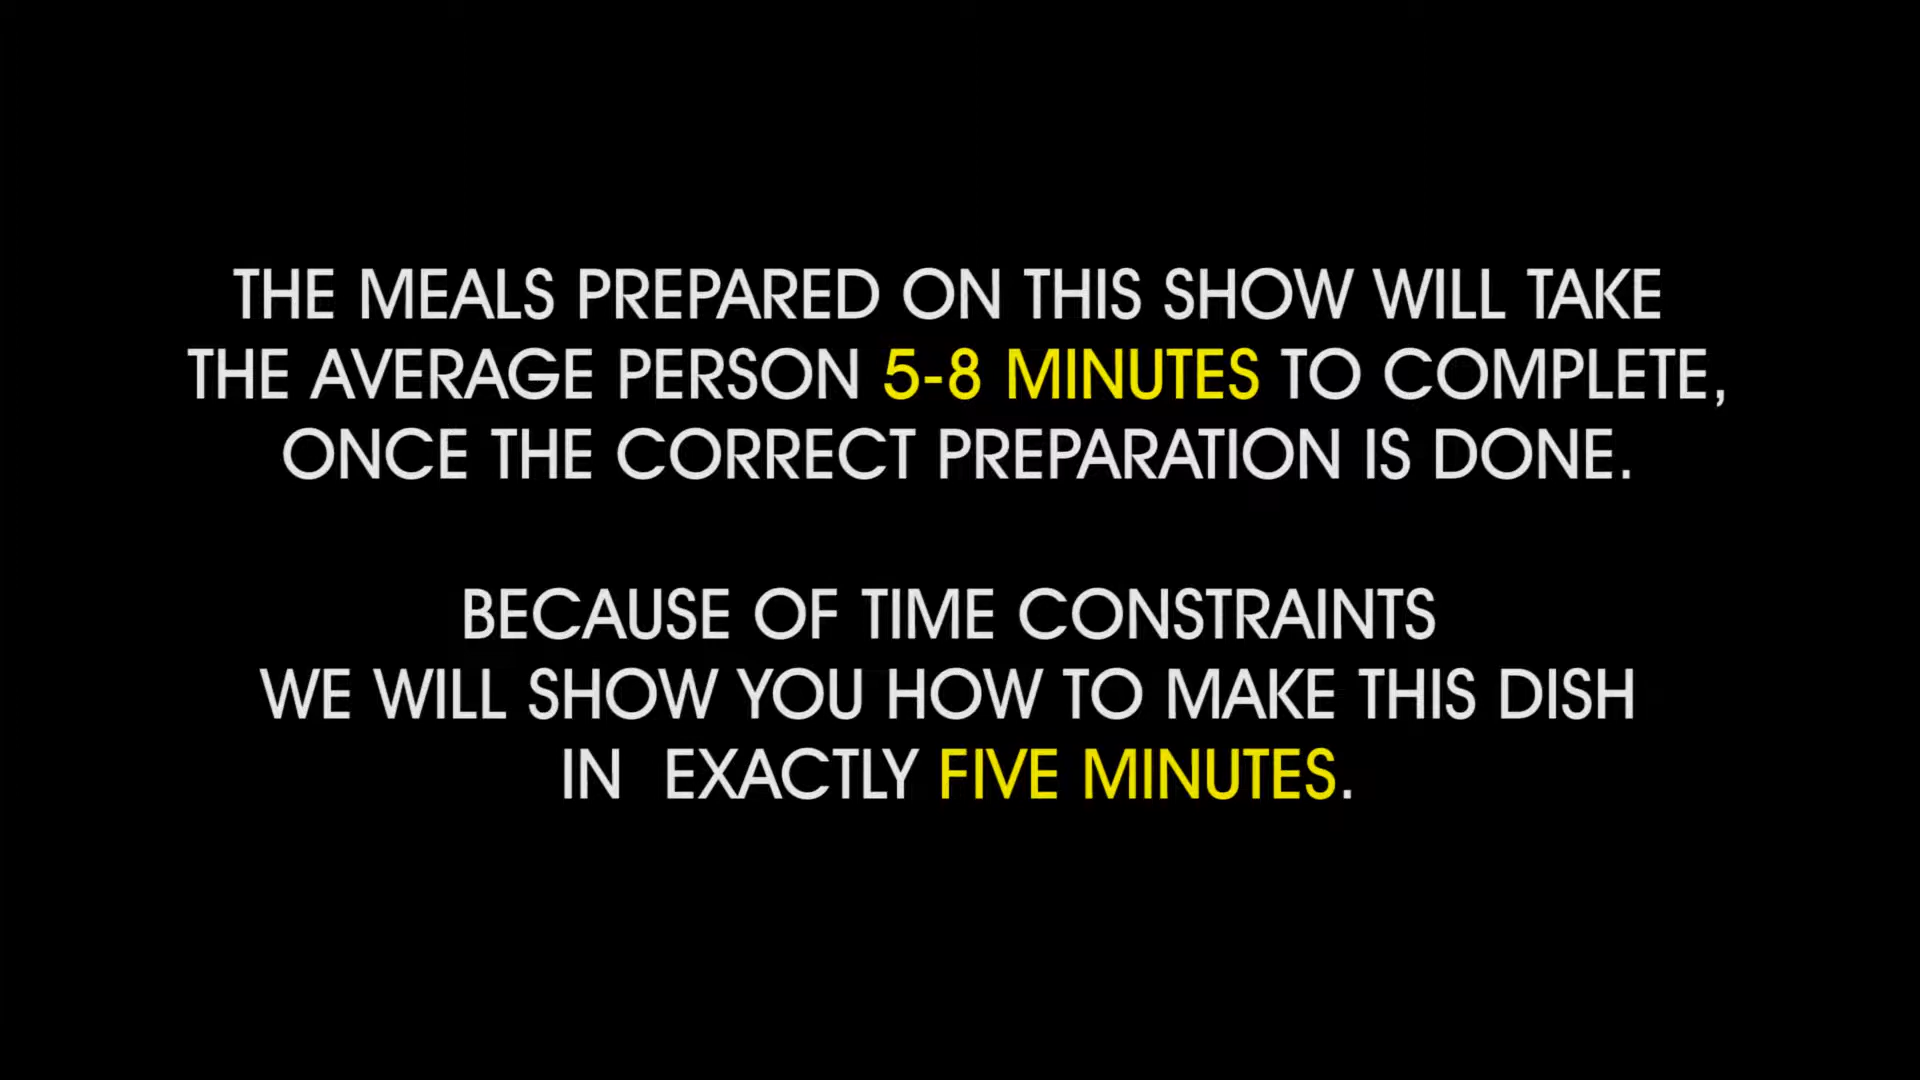 THE MEALS PREPARED ON THIS SHOW WILL TAKE
THE AVERAGE PERSON 5-8 MINUTES TO COMPLETE,
ONCE THE CORRECT PREPARATION IS DONE.
BECAUSE OF TIME CONSTRAINTS
WE WILL SHOW YOU HOW TO MAKE THIS DISH
IN EXACTLY FIVE MINUTES.